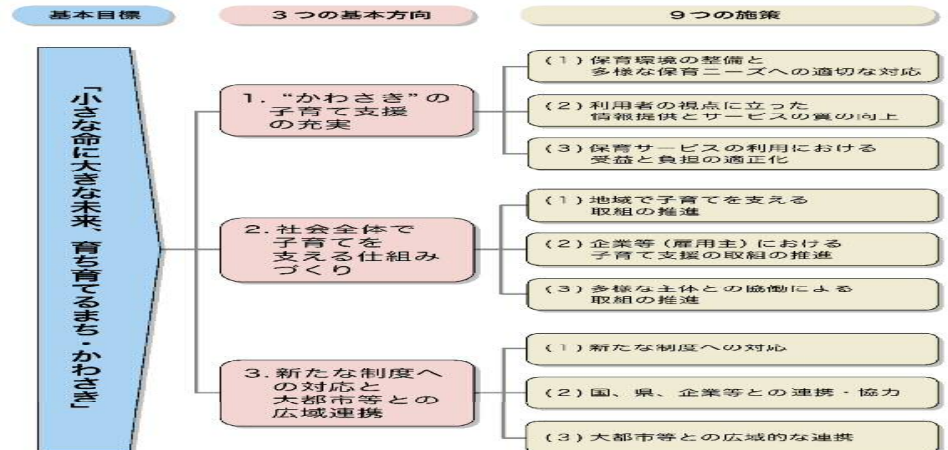 基本目標
3つの基本方向
9つの施策
「小さな命に大きな未来、育ち育てるまち・かわさき」
1.“かわさき”の
子育て支援
の充実
(1)保育環境の整備と
多様な保育ニーズへの適切な対応
(2)利用者の視点に立った
情報提供とサービスの質の向上
(3)保育サービスの利用における
受益と負担の適正化
2.社会全体で
子育てを
支える仕組み
づくり
(1)地域で子育てを支える
取組の推進
(2)企業等(雇用主)における
子育て支援の取組の推進
(3)多様な主体との協働による
取組の推進
3.新たな制度へ
の対応と
大都市等との
広域連携
(1)新たな制度への対応
(2)国、県、企業等との連携・協力
(3)大都市等との広域的な連携